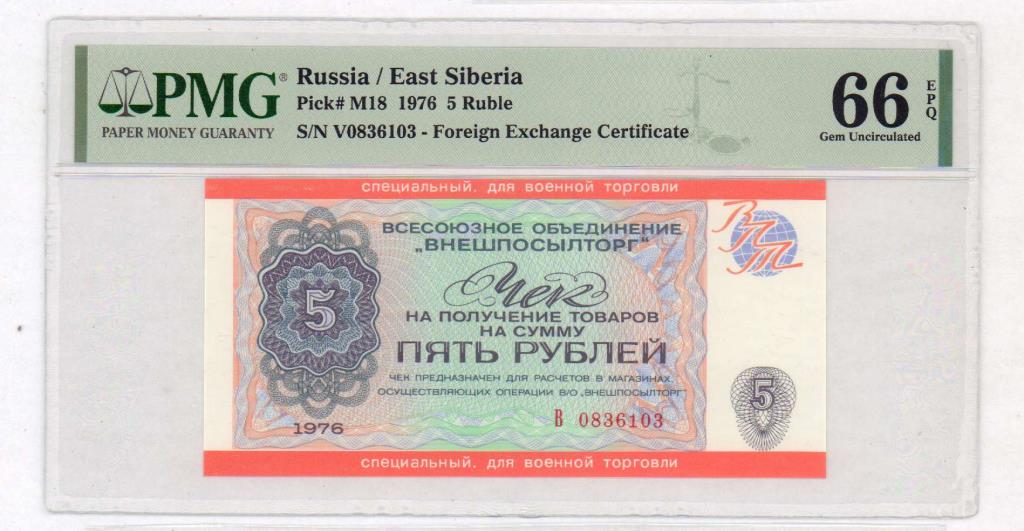 PMG®
PAPER MONEY GUARANTY
Russia / East Siberia
Pick# M18 1976 5 Ruble
S/N V0836103 - Foreign Exchange Certificate
66 EPQ
Gem Uncirculated
специальный. для военной торговли
ВСЕСОЮЗНОЕ ОБЪЕДИНЕНИЕ
„ВНЕШПОСЫЛТОРГ"
ВПТ
Чек
НА ПОЛУЧЕНИЕ ТОВАРОВ
НА СУММУ
5
ПЯТЬ РУБЛЕЙ
ЧЕК ПРЕДНАЗНАЧЕН ДЛЯ РАСЧЕТОВ В МАГАЗИНАХ,
ОСУЩЕСТВЛЯЮЩИХ ОПЕРАЦИИ В/О „ВНЕШПОСЫЛТОРГ"
5
В 0836103
1976
специальный. для военной торговли